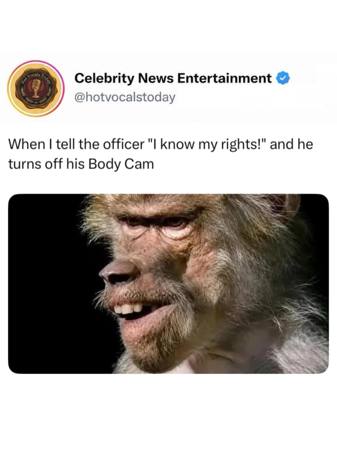 Celebrity News Entertainment
@hotvocalstoday
When I tell the officer "I know my rights!" and he
turns off his Body Cam